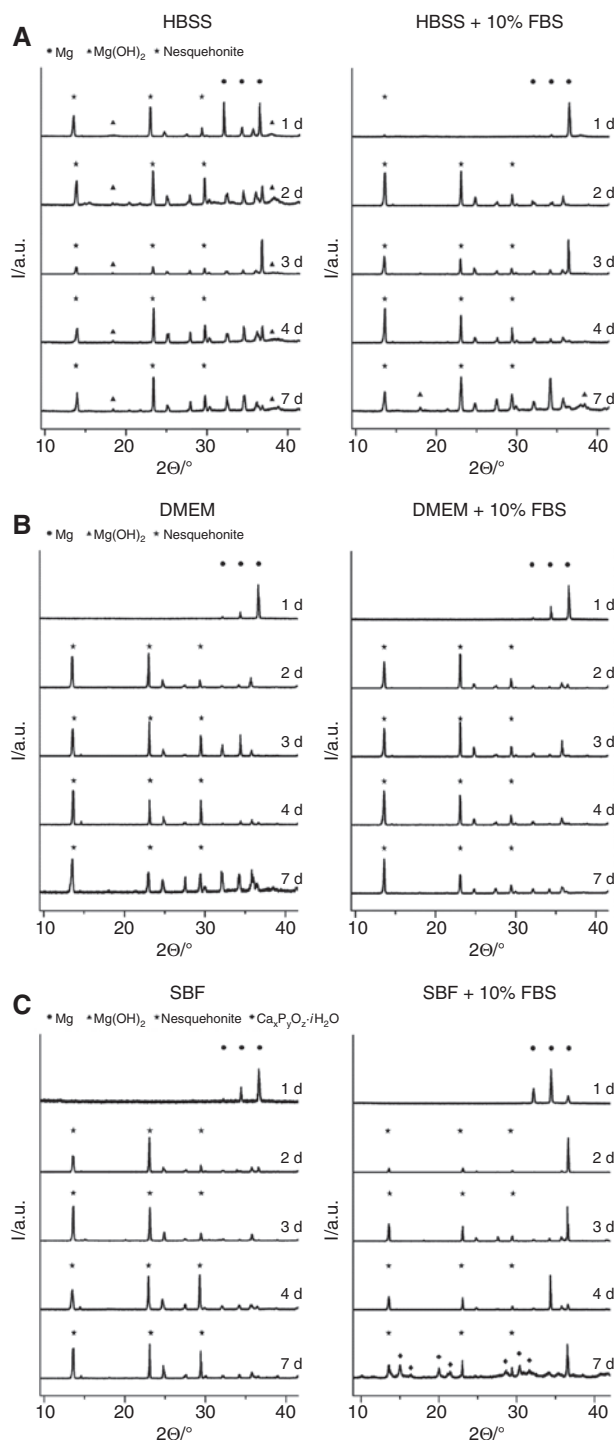 A
HBSS
HBSS + 10% FBS
Mg Mg(OH)₂ Nesquehonite
1 d
2 d
3 d
4 d
7 d
1 d
2 d
3 d
4 d
7 d
I/a.u.
I/a.u.
10 20 30 40
10 20 30 40
2Θ/°
2Θ/°
B
DMEM
DMEM + 10% FBS
Mg Mg(OH)₂ Nesquehonite
1 d
2 d
3 d
4 d
7 d
1 d
2 d
3 d
4 d
7 d
I/a.u.
I/a.u.
10 20 30 40
10 20 30 40
2Θ/°
2Θ/°
C
SBF
SBF + 10% FBS
Mg Mg(OH)₂ Nesquehonite CaₓPᵧO_z·iH₂O
1 d
2 d
3 d
4 d
7 d
1 d
2 d
3 d
4 d
7 d
I/a.u.
I/a.u.
10 20 30 40
10 20 30 40
2Θ/°
2Θ/°